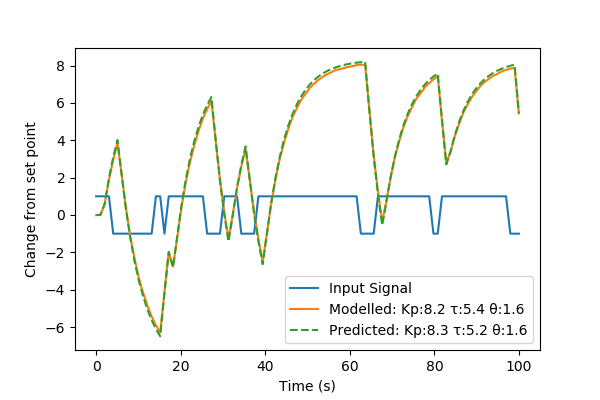 8
6
4
2
0
−2
−4
−6
Change from set point
Input Signal
Modelled: Kp:8.2 τ:5.4 θ:1.6
Predicted: Kp:8.3 τ:5.2 θ:1.6
0 20 40 60 80 100
Time (s)